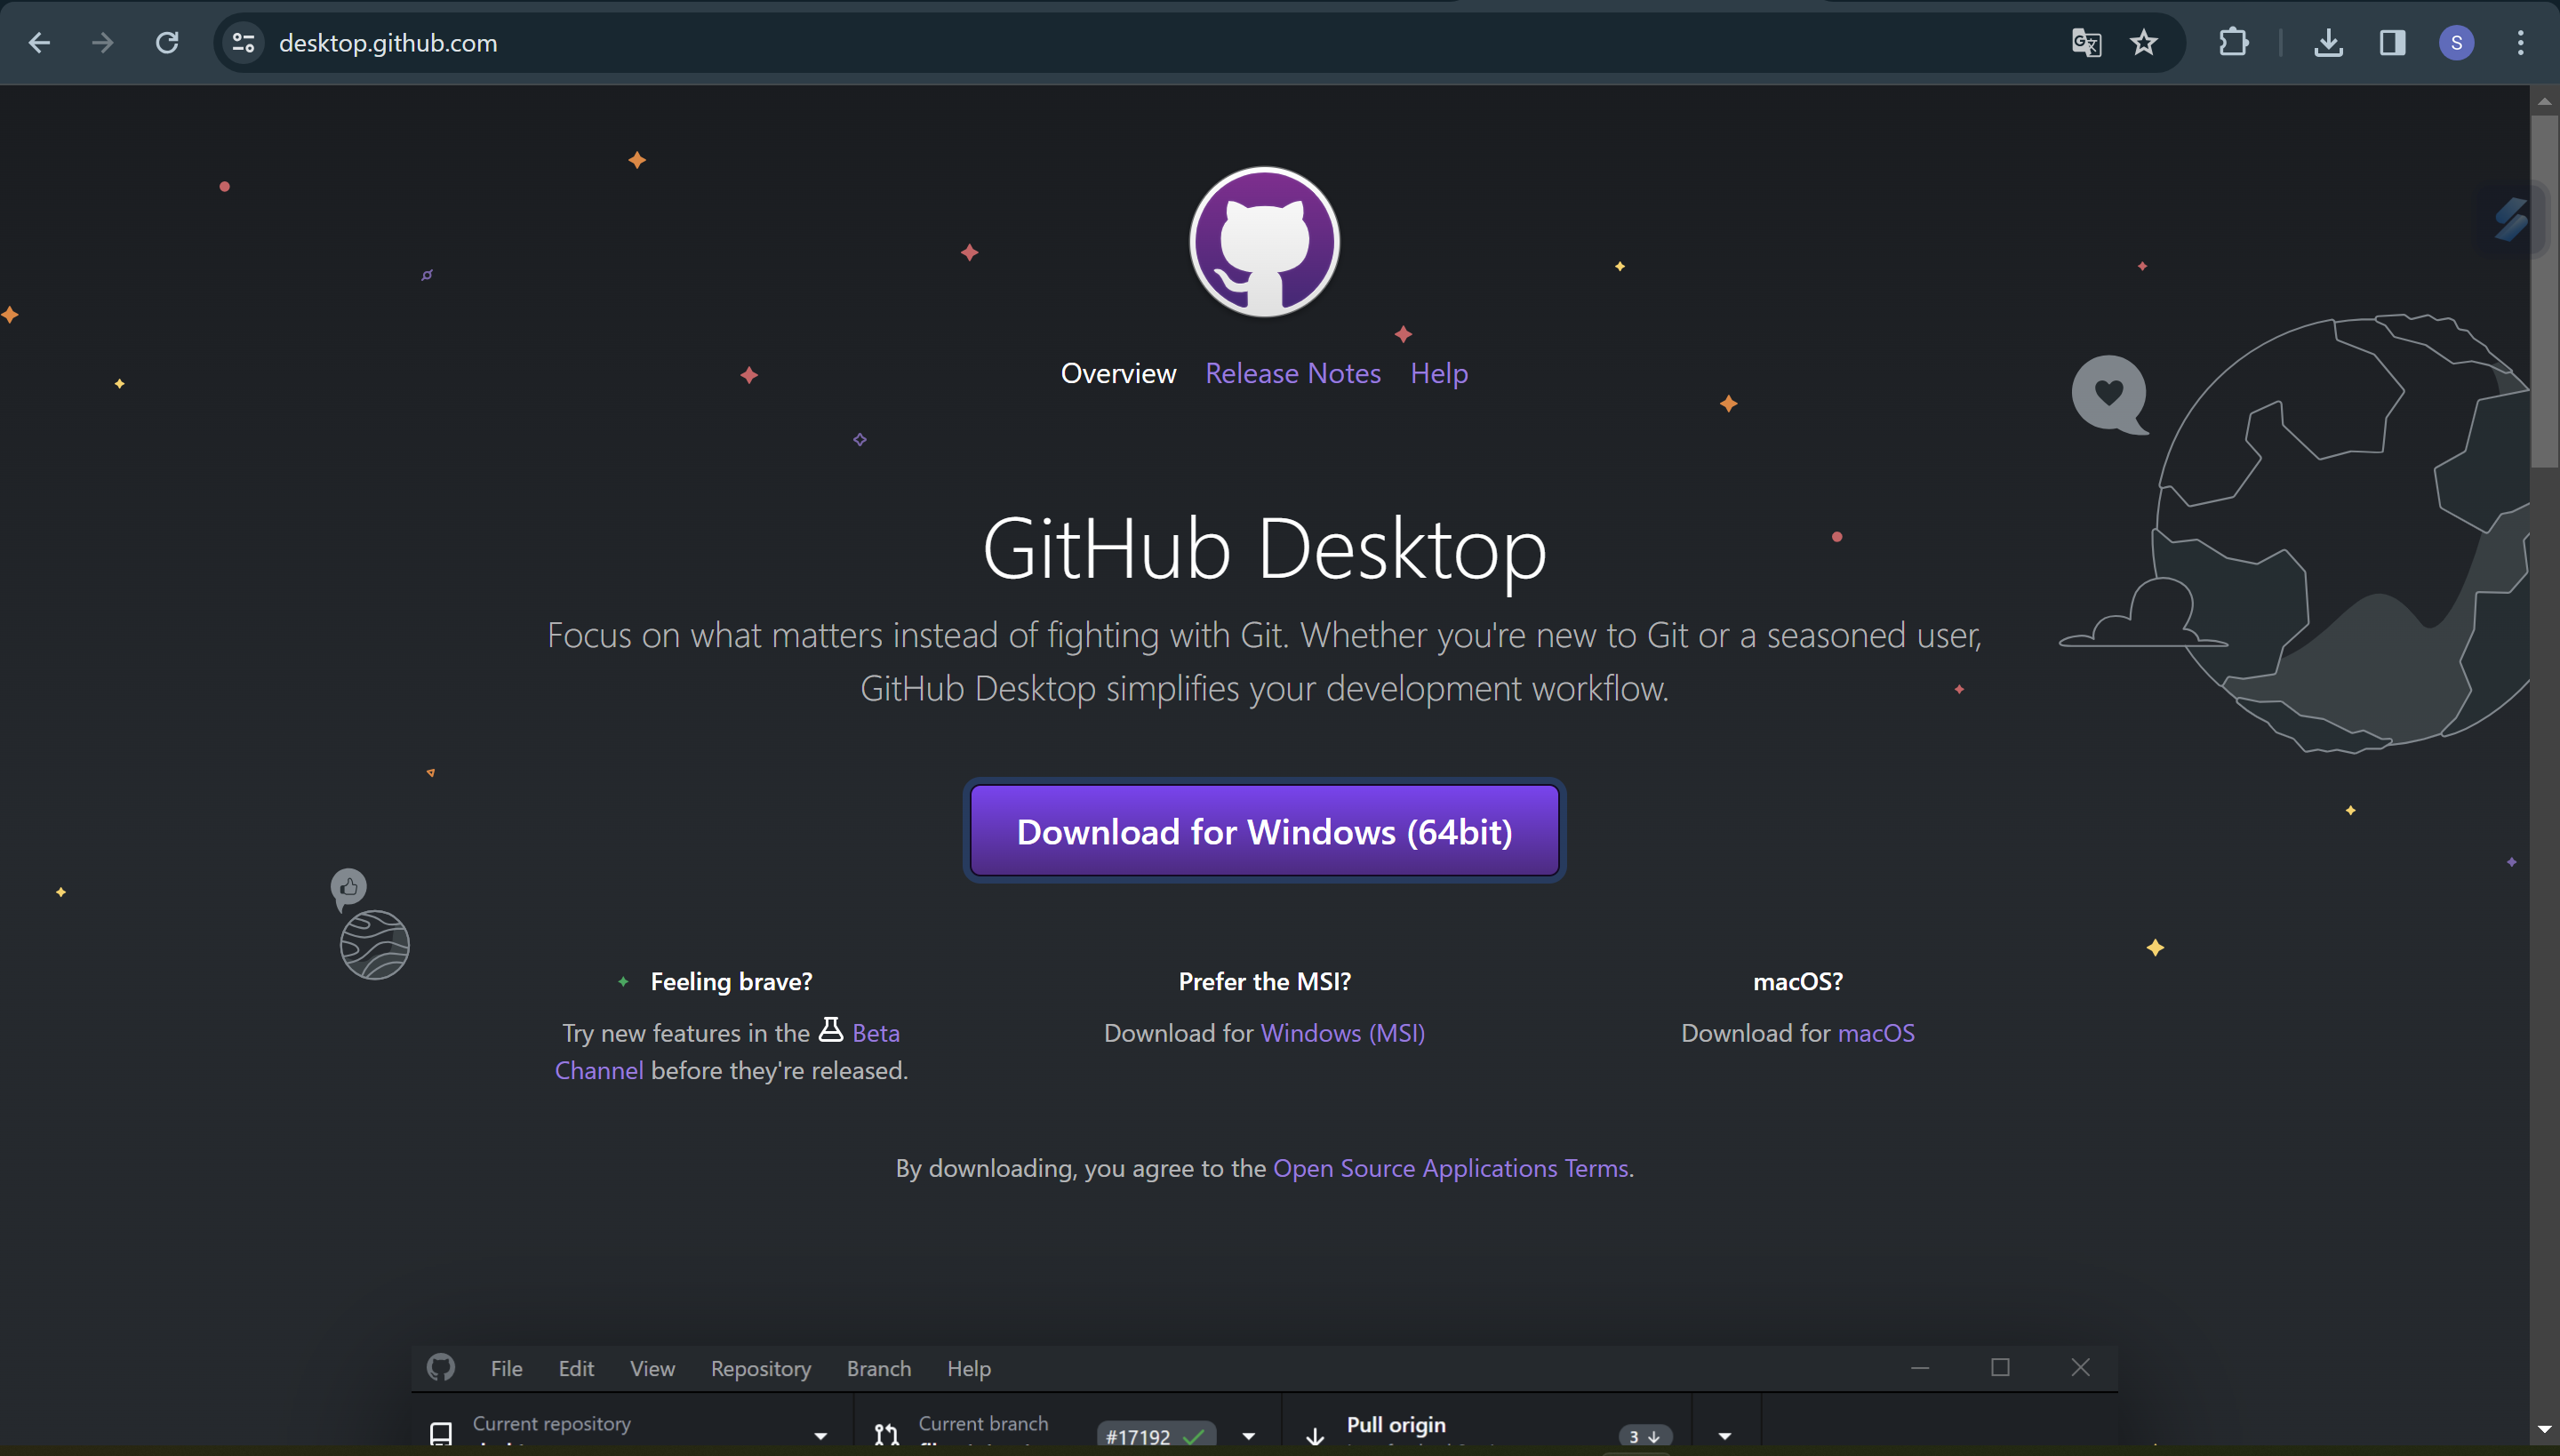 desktop.github.com
S
Overview Release Notes Help
GitHub Desktop
Focus on what matters instead of fighting with Git. Whether you're new to Git or a seasoned user,
GitHub Desktop simplifies your development workflow.
Download for Windows (64bit)
Feeling brave?
Try new features in the Beta
Channel before they're released.
Prefer the MSI?
Download for Windows (MSI)
macOS?
Download for macOS
By downloading, you agree to the Open Source Applications Terms.
File Edit View Repository Branch Help
Current repository
Current branch
#17192
Pull origin
3